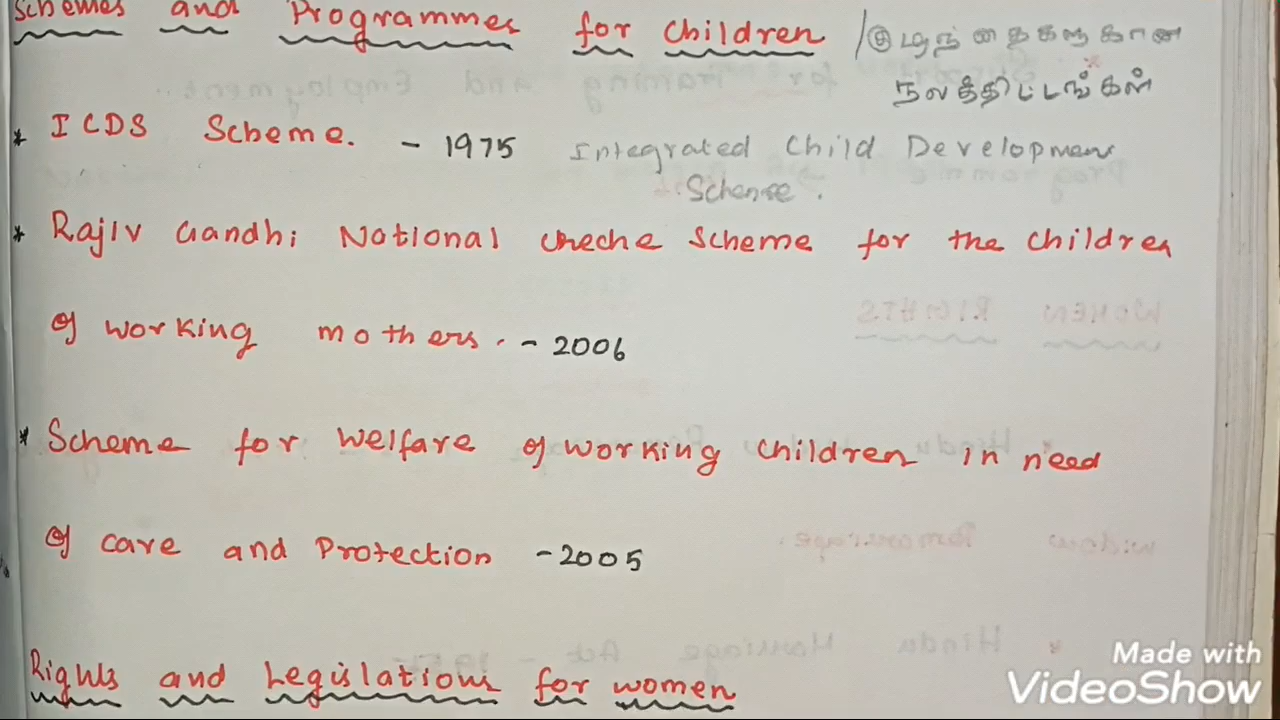 Schemes and Programmes for Children / குழந்தைகளுகான
நலத்திட்டங்கள்
* ICDS Scheme. - 1975 Integrated Child Development
Scheme.
* Rajiv Gandhi National Creche Scheme for the Children
of working mothers. - 2006
* Scheme for Welfare of working Children in need
of care and Protection - 2005
Rights and Legislations for women
Made with
VideoShow